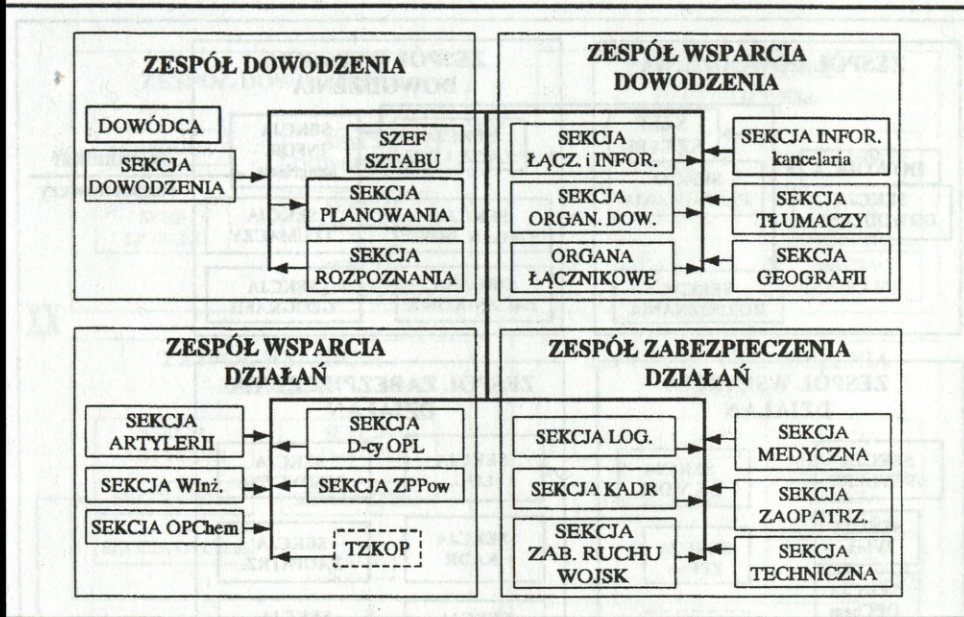 ZESPÓŁ DOWODZENIA
DOWÓDCA
SEKCJA
DOWODZENIA
SZEF
SZTABU
SEKCJA
PLANOWANIA
SEKCJA
ROZPOZNANIA
ZESPÓŁ WSPARCIA
DOWODZENIA
SEKCJA
ŁĄCZ. i INFOR.
SEKCJA
ORGAN. DOW.
ORGANA
ŁĄCZNIKOWE
SEKCJA INFOR.
kancelaria
SEKCJA
TŁUMACZY
SEKCJA
GEOGRAFII
ZESPÓŁ WSPARCIA
DZIAŁAŃ
SEKCJA
ARTYLERII
SEKCJA WInż.
SEKCJA OPChem
SEKCJA
D-cy OPL
SEKCJA ZPPow
TZKOP
ZESPÓŁ ZABEZPIECZENIA
DZIAŁAŃ
SEKCJA LOG.
SEKCJA KADR
SEKCJA
ZAB. RUCHU
WOJSK
SEKCJA
MEDYCZNA
SEKCJA
ZAOPATRZ.
SEKCJA
TECHNICZNA